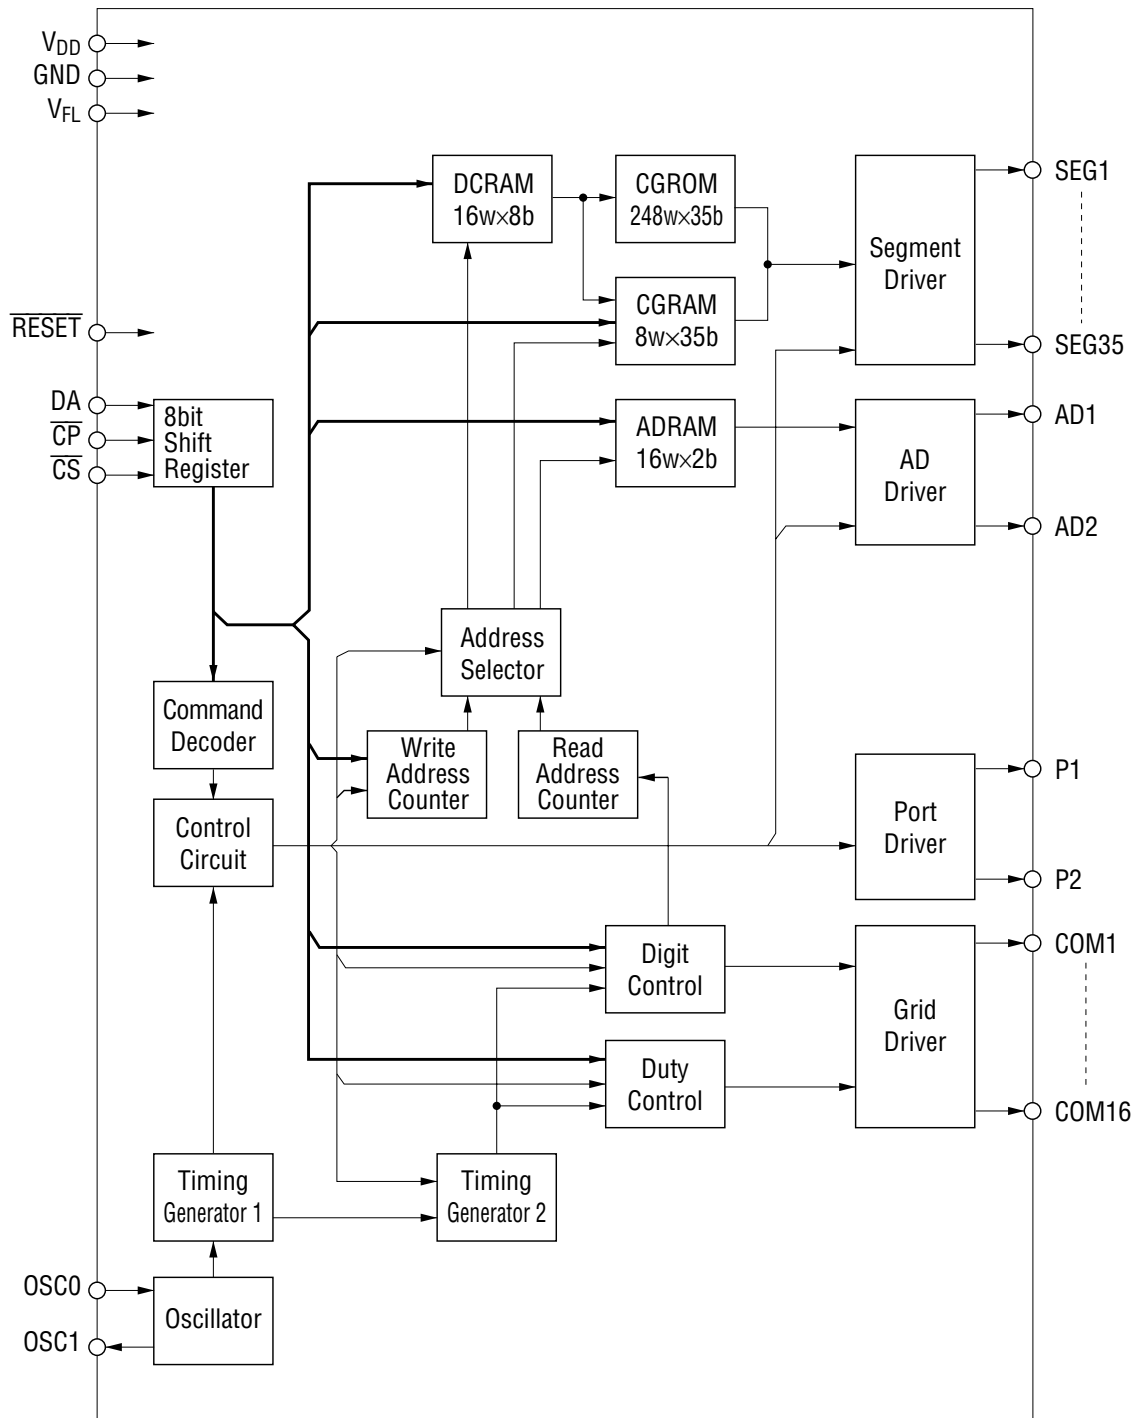 VDD
GND
VFL
RESET
DA
CP
CS
8bit
Shift
Register
DCRAM
16w×8b
CGROM
248w×35b
CGRAM
8w×35b
ADRAM
16w×2b
Segment
Driver
SEG1
SEG35
AD
Driver
AD1
AD2
Address
Selector
Command
Decoder
Write
Address
Counter
Read
Address
Counter
Control
Circuit
Port
Driver
P1
P2
Digit
Control
Duty
Control
Grid
Driver
COM1
COM16
Timing
Generator 1
Timing
Generator 2
OSC0
OSC1
Oscillator